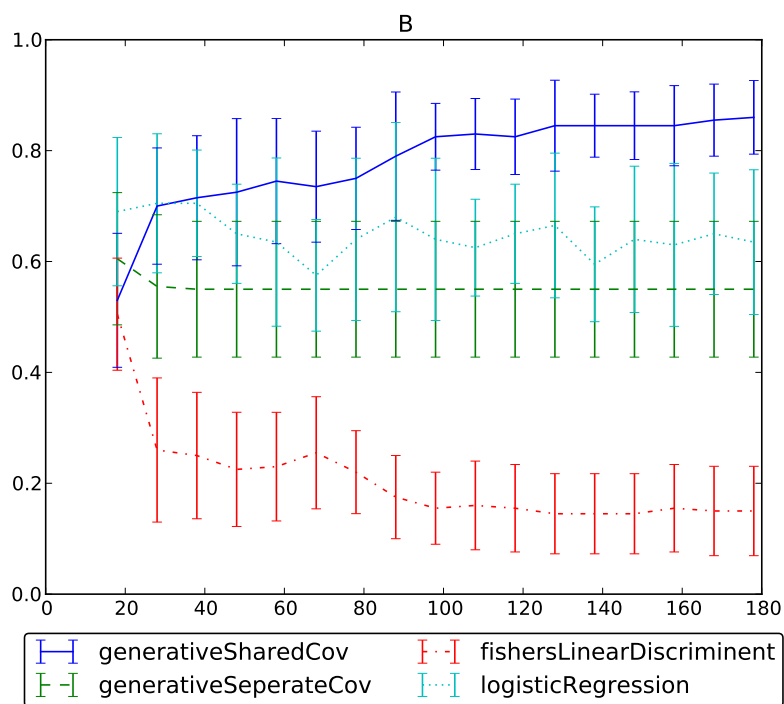 B
1.0
0.8
0.6
0.4
0.2
0.0
0 20 40 60 80 100 120 140 160 180
generativeSharedCov fishersLinearDiscriminent
generativeSeperateCov logisticRegression